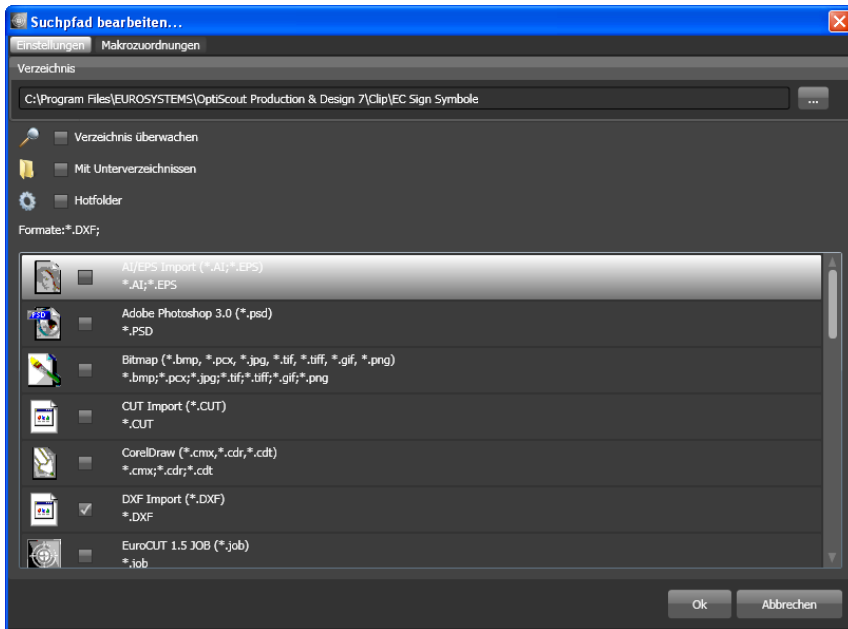 Suchpfad bearbeiten...
Einstellungen Makrozuordnungen
Verzeichnis
C:\Program Files\EUROSYSTEMS\OptiScout Production & Design 7\Clip\EC Sign Symbole ...
Verzeichnis überwachen
Mit Unterverzeichnissen
Hotfolder
Formate:*.DXF;
AI/EPS Import (*.AI;*.EPS)
*.AI;*.EPS
PSD
Adobe Photoshop 3.0 (*.psd)
*.PSD
Bitmap (*.bmp, *.pcx, *.jpg, *.tif, *.tiff, *.gif, *.png)
*.bmp;*.pcx;*.jpg;*.tif;*.tiff;*.gif;*.png
CUT Import (*.CUT)
*.CUT
CorelDraw (*.cmx,*.cdr,*.cdt)
*.cmx;*.cdr;*.cdt
DXF Import (*.DXF)
*.DXF
EuroCUT 1.5 JOB (*.job)
*.job
Ok Abbrechen